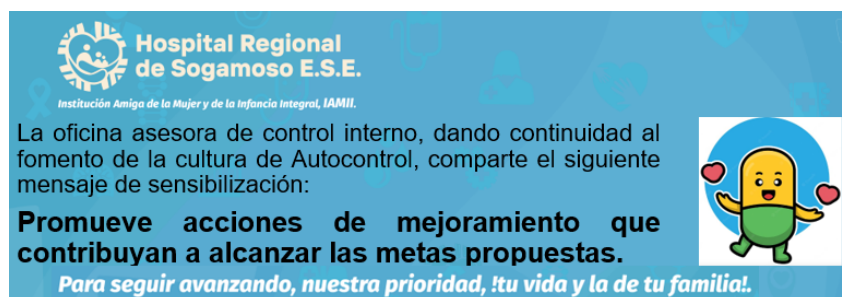 Hospital Regional
de Sogamoso E.S.E.
Institución Amiga de la Mujer y de la Infancia Integral, IAMII.
La oficina asesora de control interno, dando continuidad al
fomento de la cultura de Autocontrol, comparte el siguiente
mensaje de sensibilización:
Promueve acciones de mejoramiento que
contribuyan a alcanzar las metas propuestas.
Para seguir avanzando, nuestra prioridad, !tu vida y la de tu familia!.